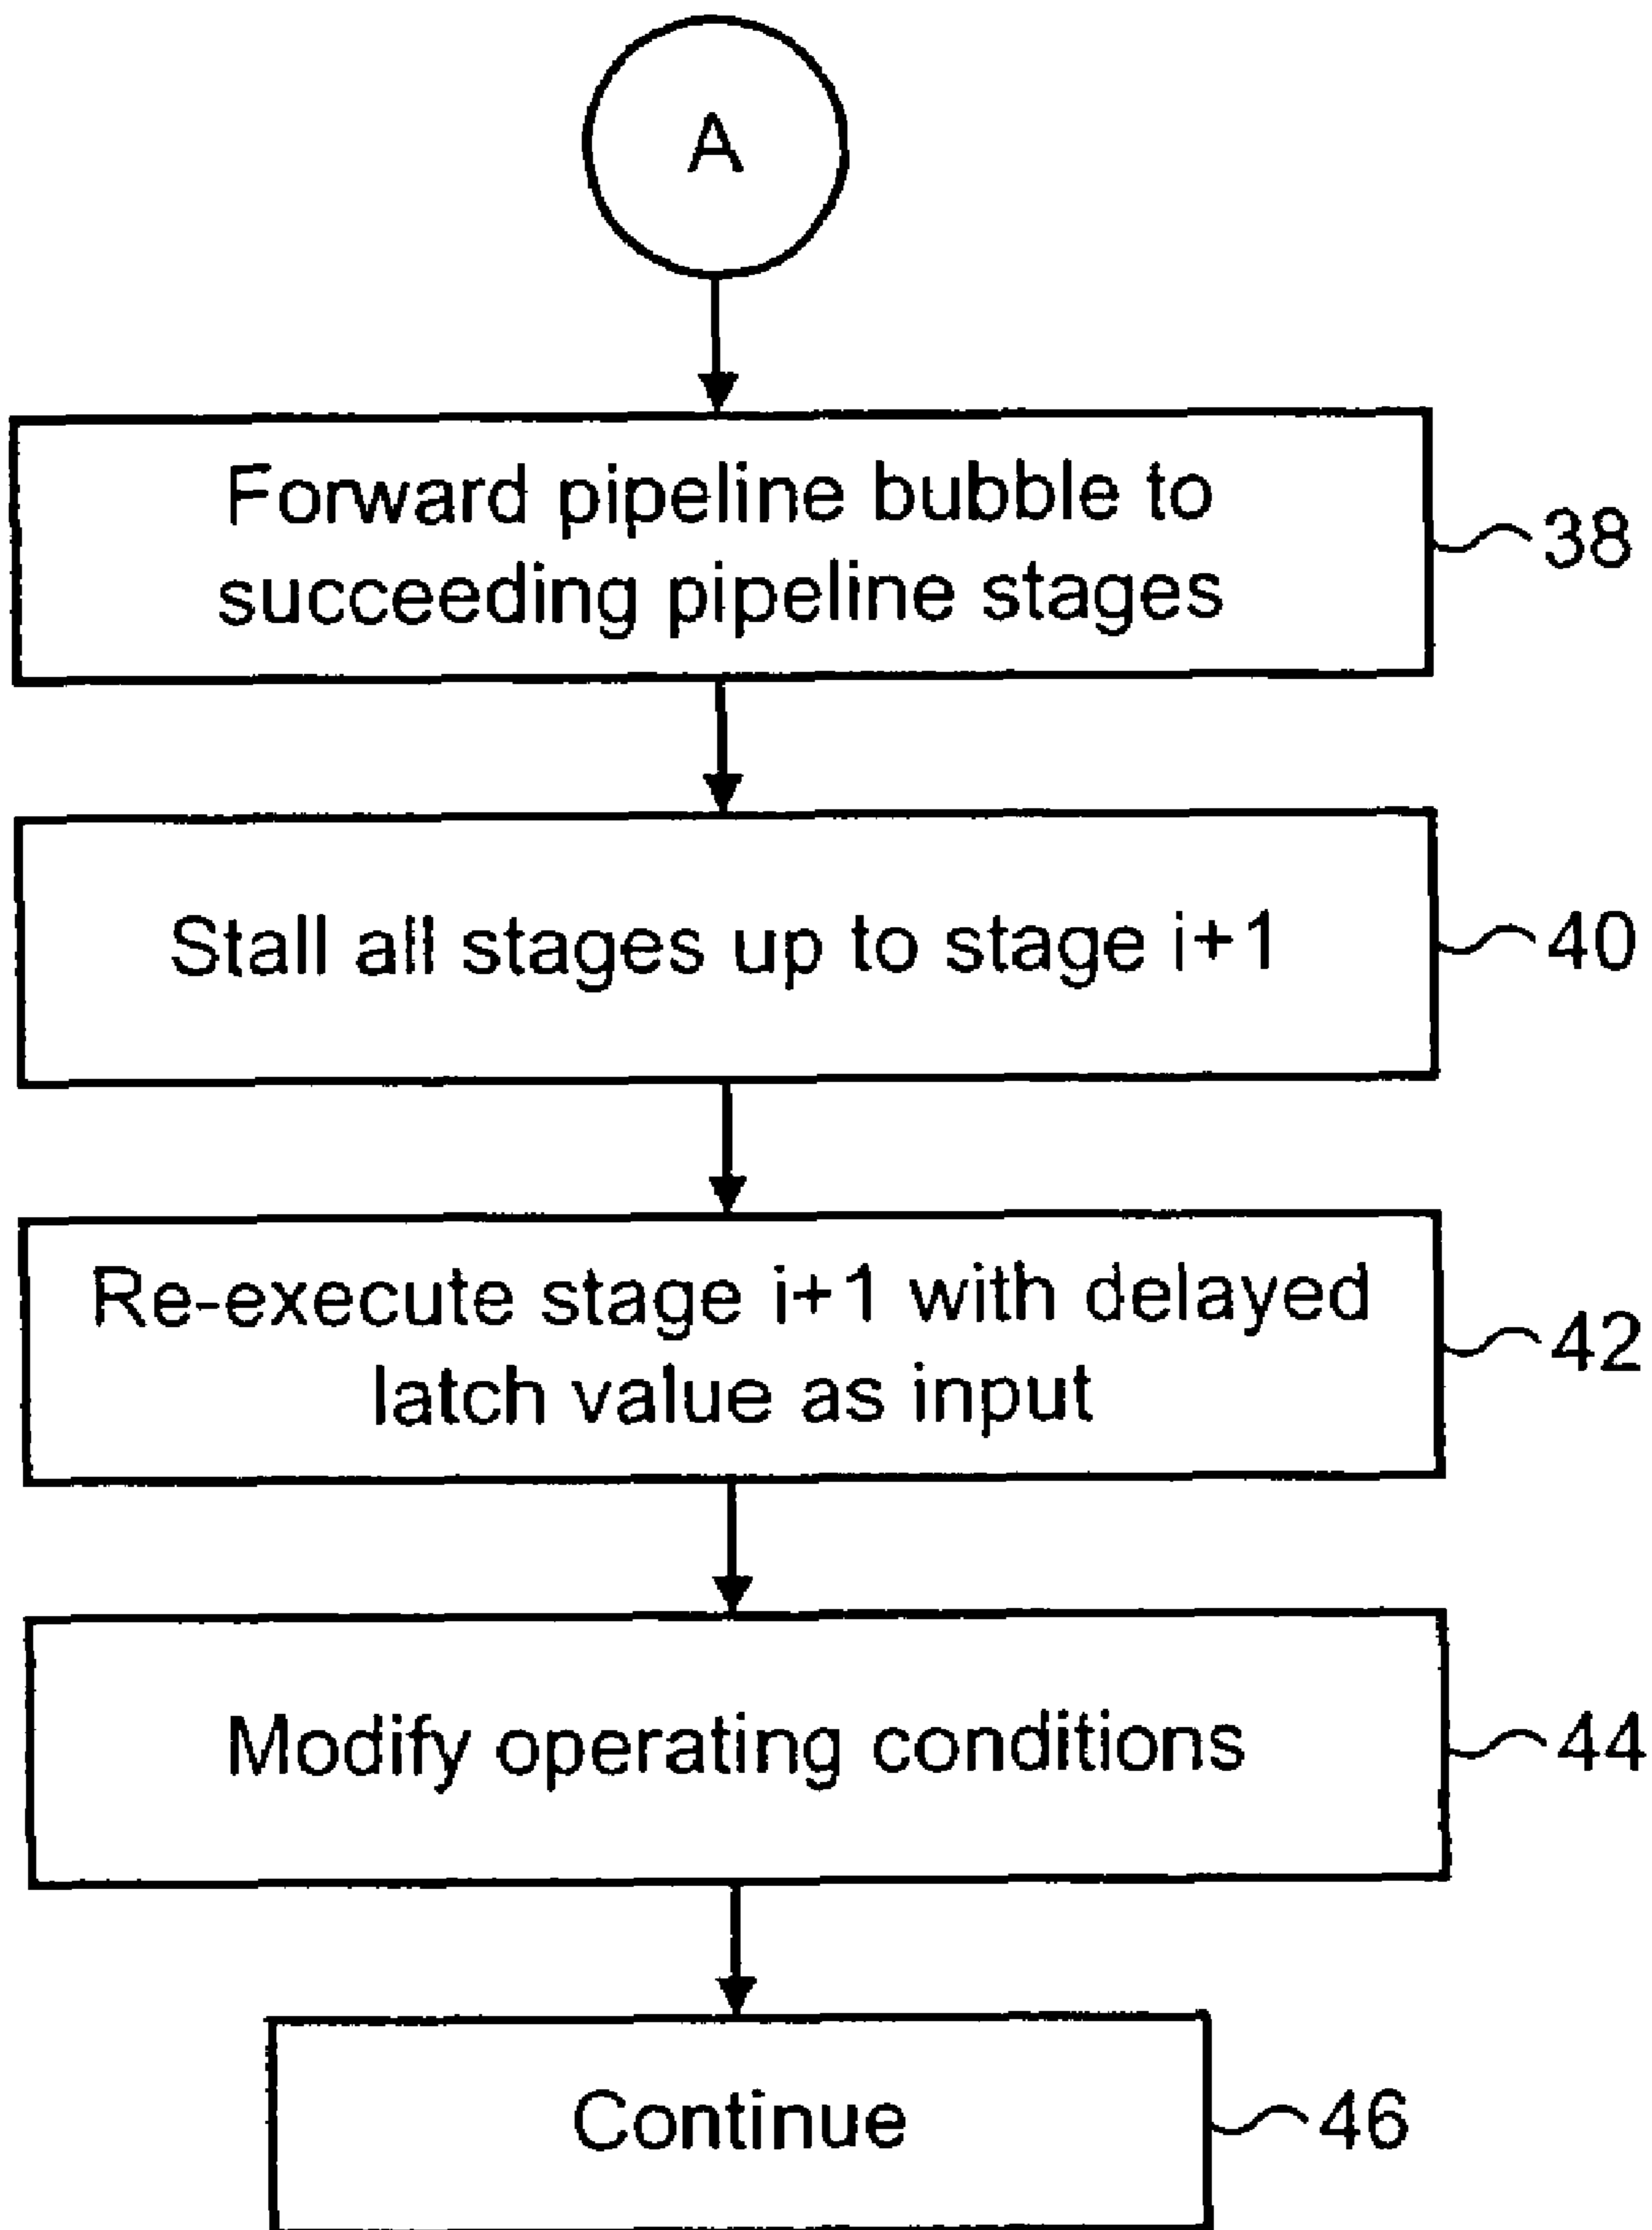 A
Forward pipeline bubble to
succeeding pipeline stages
38
Stall all stages up to stage i+1
40
Re-execute stage i+1 with delayed
latch value as input
42
Modify operating conditions
44
Continue
46